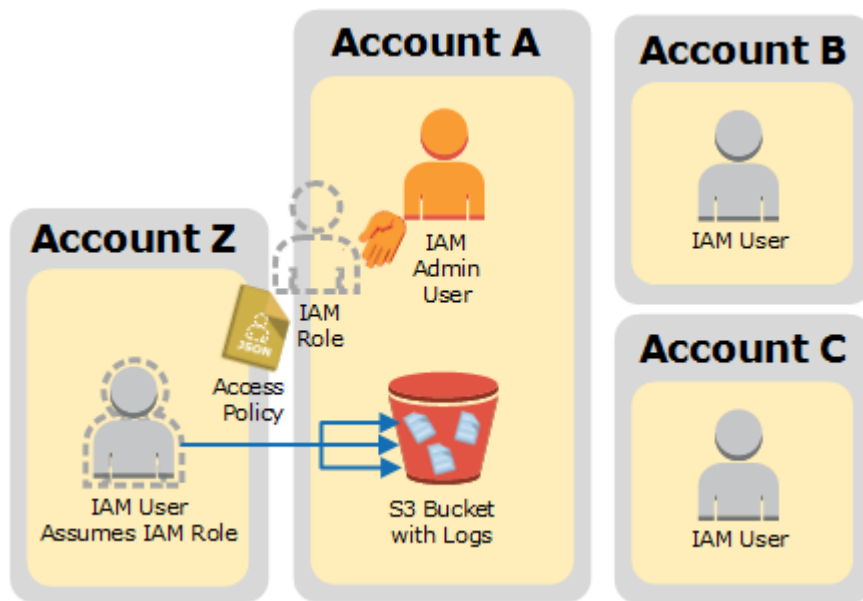 Account A
IAM
Admin
User
IAM
Role
S3 Bucket
with Logs
Account Z
JSON
Access
Policy
IAM User
Assumes IAM Role
Account B
IAM User
Account C
IAM User